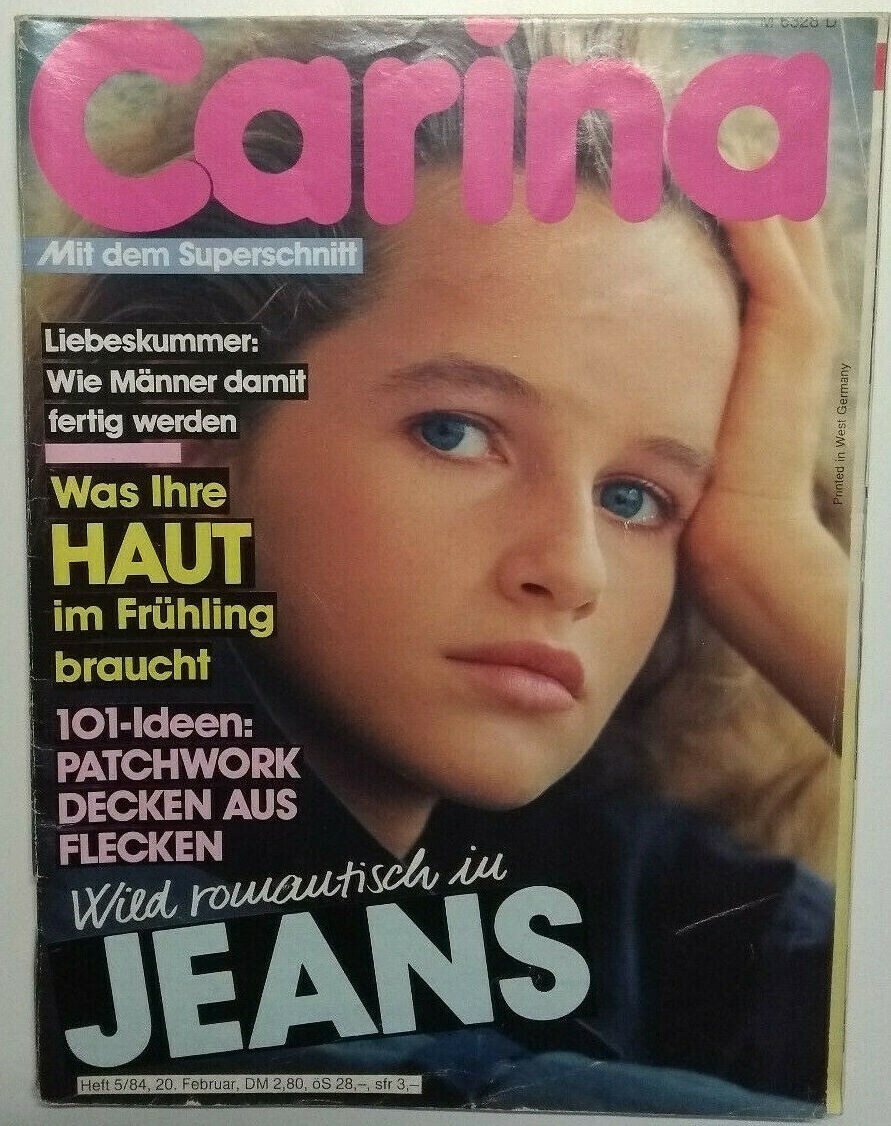 M 6328 D
Carina
Mit dem Superschnitt
Liebeskummer:
Wie Männer damit
fertig werden
Was Ihre
HAUT
im Frühling
braucht
101-Ideen:
PATCHWORK
DECKEN AUS
FLECKEN
Wild romantisch in
JEANS
Heft 5/84, 20. Februar, DM 2,80, öS 28,–, sfr 3,–
Printed in West Germany